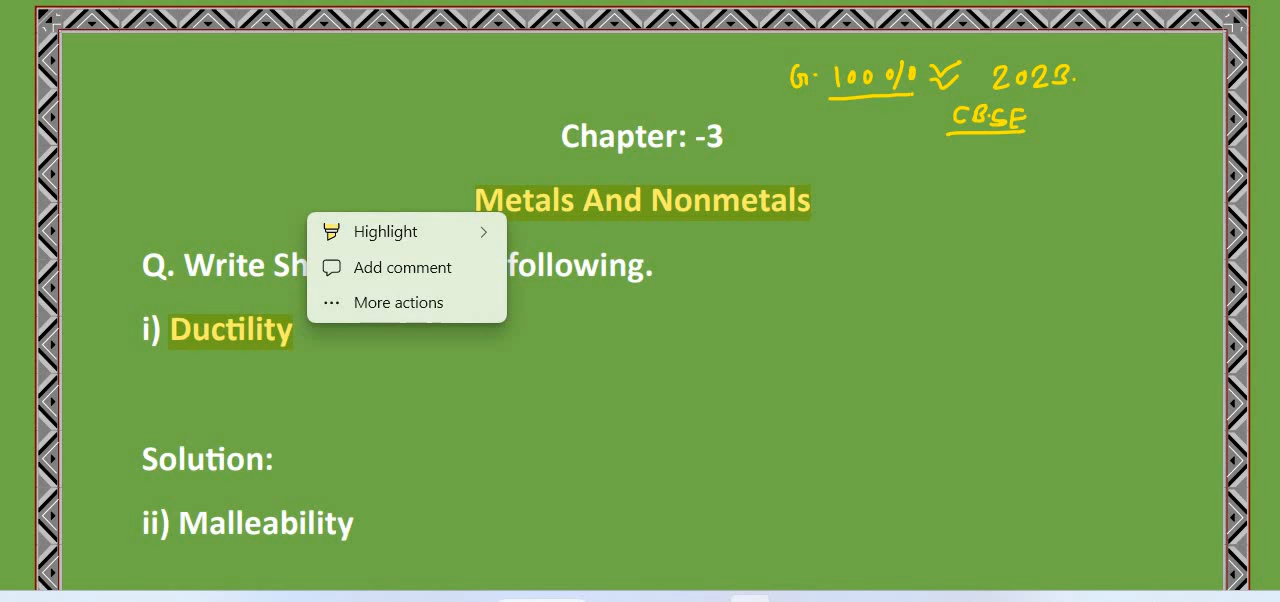 G. 100 % 2023.
CBSE
Chapter: -3
Metals And Nonmetals
Highlight
Q. Write Sh following.
Add comment
More actions
i) Ductility
Solution:
ii) Malleability